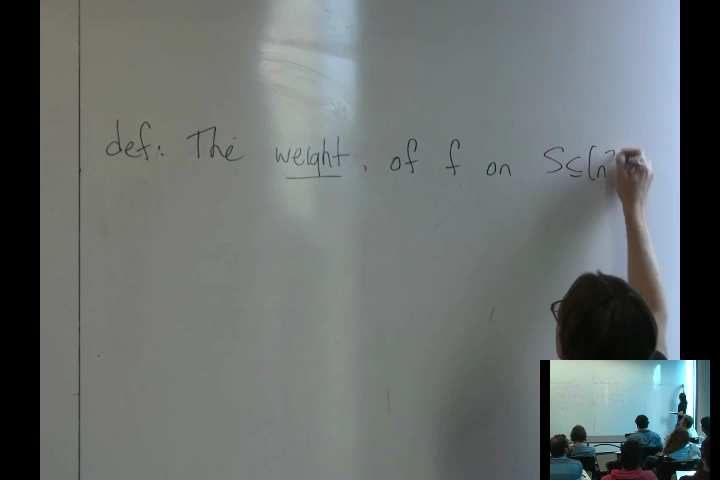 def: The weight of f on S⊆[n]